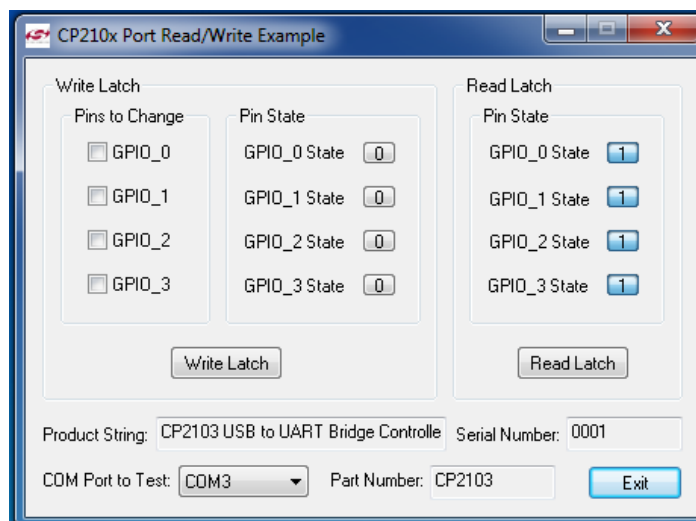 CP210x Port Read/Write Example
Write Latch
Pins to Change
GPIO_0
GPIO_1
GPIO_2
GPIO_3
Pin State
GPIO_0 State 0
GPIO_1 State 0
GPIO_2 State 0
GPIO_3 State 0
Write Latch
Read Latch
Pin State
GPIO_0 State 1
GPIO_1 State 1
GPIO_2 State 1
GPIO_3 State 1
Read Latch
Product String: CP2103 USB to UART Bridge Controlle Serial Number: 0001
COM Port to Test: COM3 Part Number: CP2103 Exit